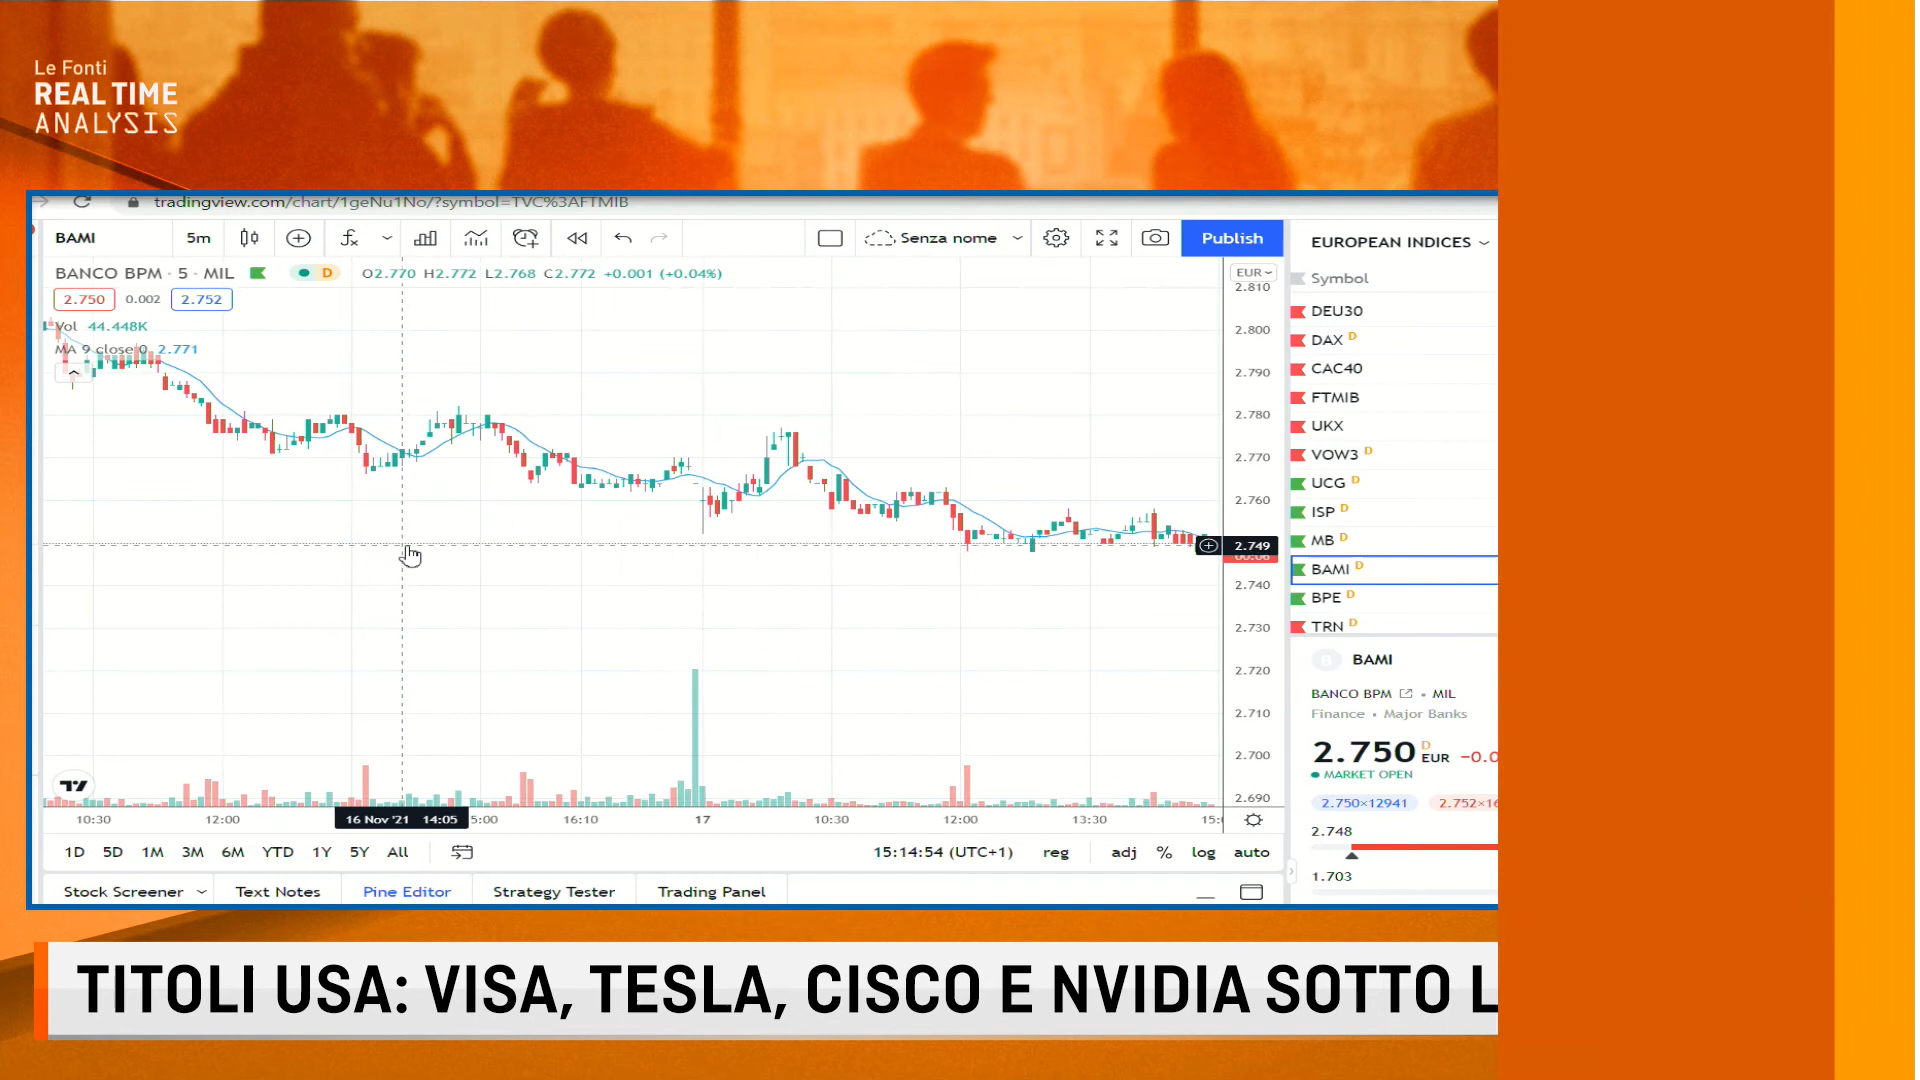 Le Fonti
REAL TIME
ANALYSIS
tradingview.com/chart/1geNu1No/?symbol=TVC%3AFTMIB
BAMI 5m Senza nome Publish
BANCO BPM · 5 · MIL D O2.770 H2.772 L2.768 C2.772 +0.001 (+0.04%)
2.750 0.002 2.752
Vol 44.448K
MA 9 close 0 2.771
EUR
2.810
2.800
2.790
2.780
2.770
2.760
2.749
2.740
2.730
2.720
2.710
2.700
2.690
10:30 12:00 16 Nov '21 14:05 5:00 16:10 17 10:30 12:00 13:30 15:0
1D 5D 1M 3M 6M YTD 1Y 5Y All 15:14:54 (UTC+1) reg adj % log auto
Stock Screener Text Notes Pine Editor Strategy Tester Trading Panel
EUROPEAN INDICES
Symbol
DEU30
DAX D
CAC40
FTMIB
UKX
VOW3 D
UCG D
ISP D
MB D
BAMI D
BPE D
TRN D
B BAMI
BANCO BPM • MIL
Finance • Major Banks
2.750 D EUR −0.0
MARKET OPEN
2.750×12941 2.752×16
2.748
1.703
TITOLI USA: VISA, TESLA, CISCO E NVIDIA SOTTO L